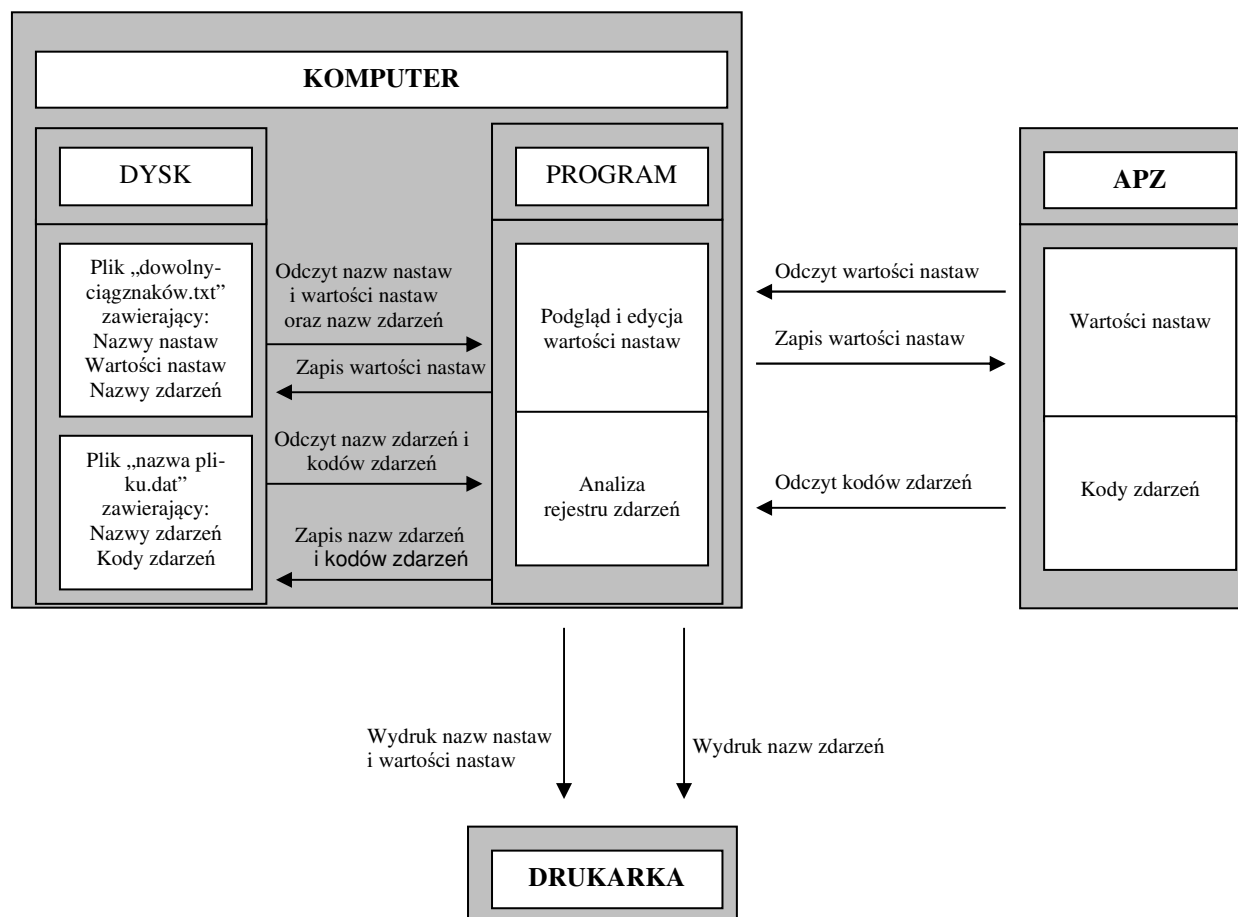 KOMPUTER
DYSK
PROGRAM
APZ
Plik „dowolny-
ciągznaków.txt”
zawierający:
Nazwy nastaw
Wartości nastaw
Nazwy zdarzeń
Odczyt nazw nastaw
i wartości nastaw
oraz nazw zdarzeń
Zapis wartości nastaw
Podgląd i edycja
wartości nastaw
Odczyt wartości nastaw
Zapis wartości nastaw
Wartości nastaw
Plik „nazwa pli-
ku.dat”
zawierający:
Nazwy zdarzeń
Kody zdarzeń
Odczyt nazw zdarzeń i
kodów zdarzeń
Zapis nazw zdarzeń
i kodów zdarzeń
Analiza
rejestru zdarzeń
Odczyt kodów zdarzeń
Kody zdarzeń
Wydruk nazw nastaw
i wartości nastaw
Wydruk nazw zdarzeń
DRUKARKA